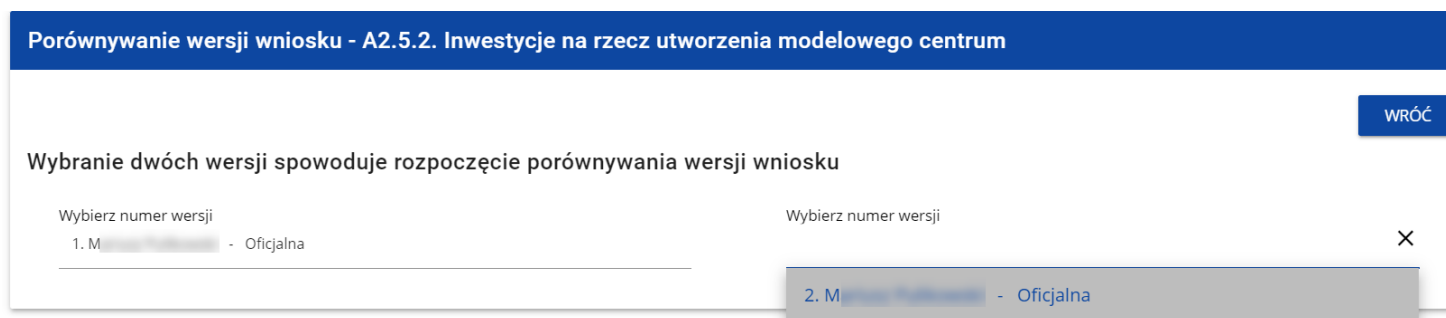 Porównywanie wersji wniosku - A2.5.2. Inwestycje na rzecz utworzenia modelowego centrum
WRÓĆ
Wybranie dwóch wersji spowoduje rozpoczęcie porównywania wersji wniosku
Wybierz numer wersji
Wybierz numer wersji
1. M - Oficjalna
2. M - Oficjalna